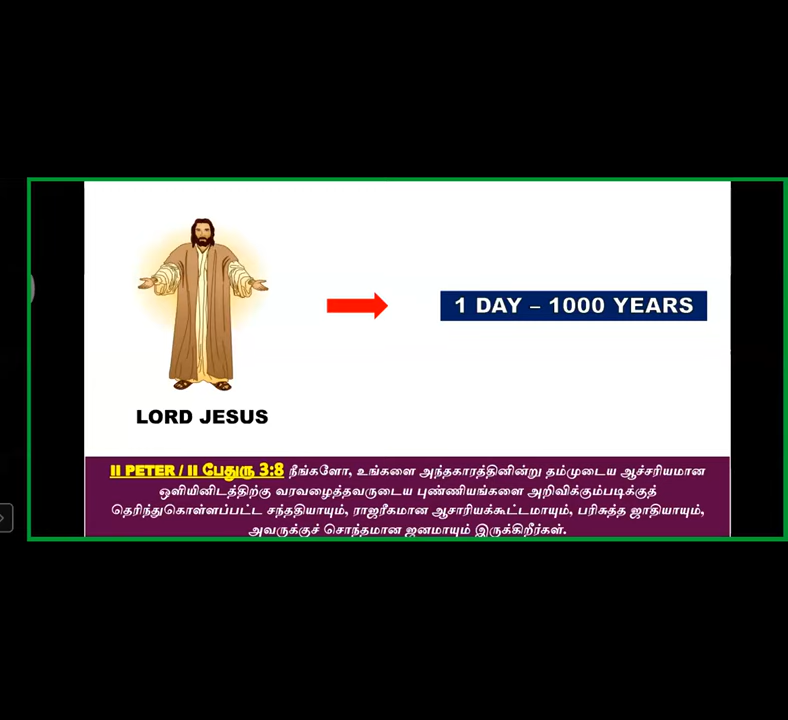 1 DAY – 1000 YEARS
LORD JESUS
II PETER / II பேதுரு 3:8 நீங்களோ, உங்களை அந்தகாரத்தினின்று தம்முடைய ஆச்சரியமான
ஒளியினிடத்திற்கு வரவழைத்தவருடைய புண்ணியங்களை அறிவிக்கும்படிக்குத்
தெரிந்துகொள்ளப்பட்ட சந்ததியாயும், ராஜரீகமான ஆசாரியக்கூட்டமாயும், பரிசுத்த ஜாதியாயும்,
அவருக்குச் சொந்தமான ஜனமாயும் இருக்கிறீர்கள்.